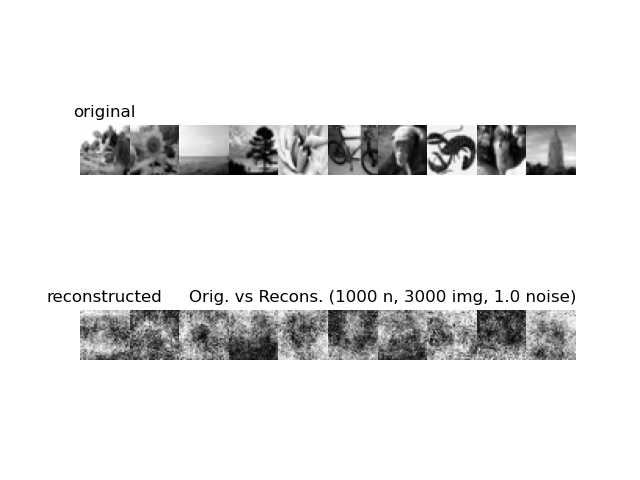 original
reconstructed
Orig. vs Recons. (1000 n, 3000 img, 1.0 noise)